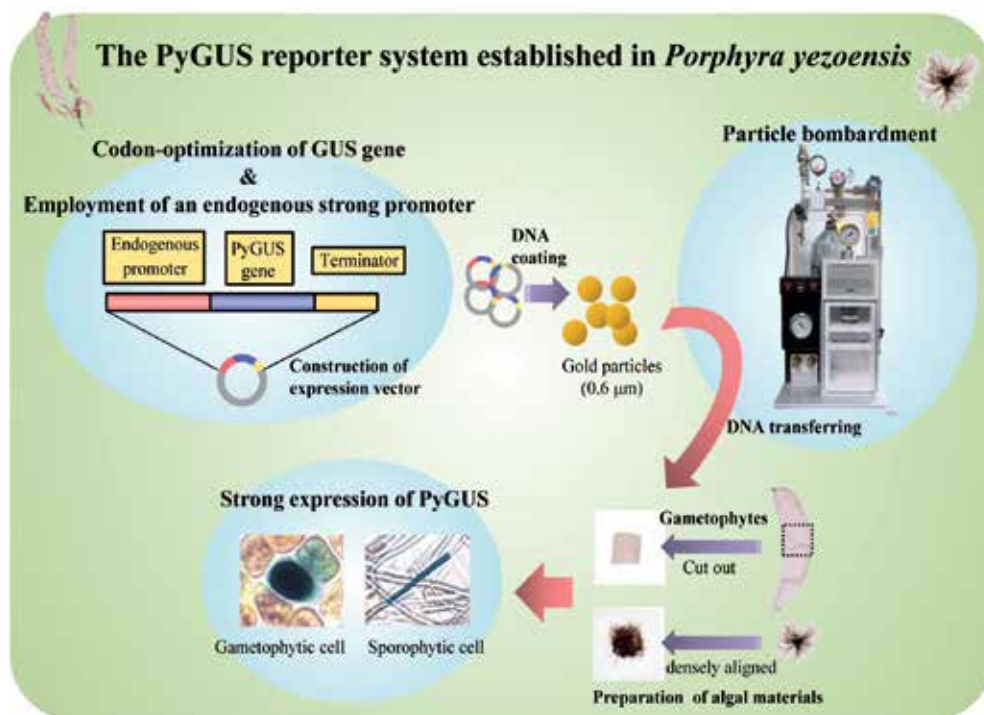 The PyGUS reporter system established in Porphyra yezoensis
Codon-optimization of GUS gene
&
Employment of an endogenous strong promoter
Endogenous
promoter
PyGUS
gene
Terminator
Construction of
expression vector
DNA
coating
Gold particles
(0.6 μm)
Particle bombardment
DNA transferring
Gametophytes
Cut out
densely aligned
Preparation of algal materials
Strong expression of PyGUS
Gametophytic cell
Sporophytic cell